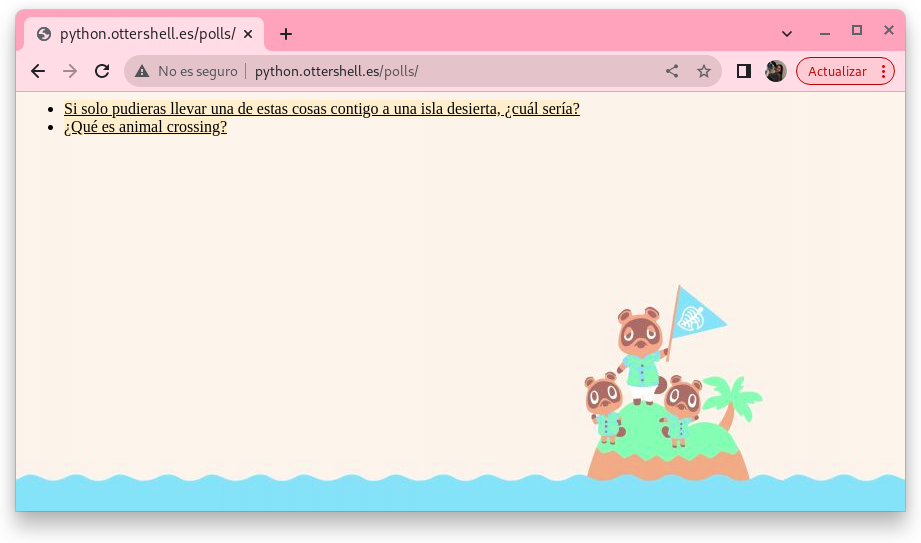 python.ottershell.es/polls/
No es seguro
python.ottershell.es/polls/
Actualizar
Si solo pudieras llevar una de estas cosas contigo a una isla desierta, ¿cuál sería?
¿Qué es animal crossing?